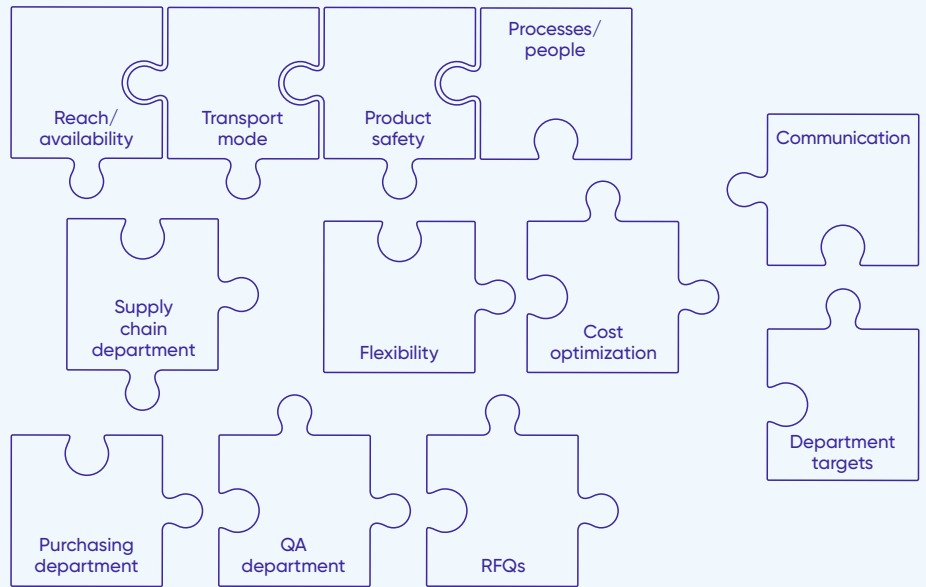 Reach/
availability
Transport
mode
Product
safety
Processes/
people
Communication
Supply
chain
department
Flexibility
Cost
optimization
Department
targets
Purchasing
department
QA
department
RFQs